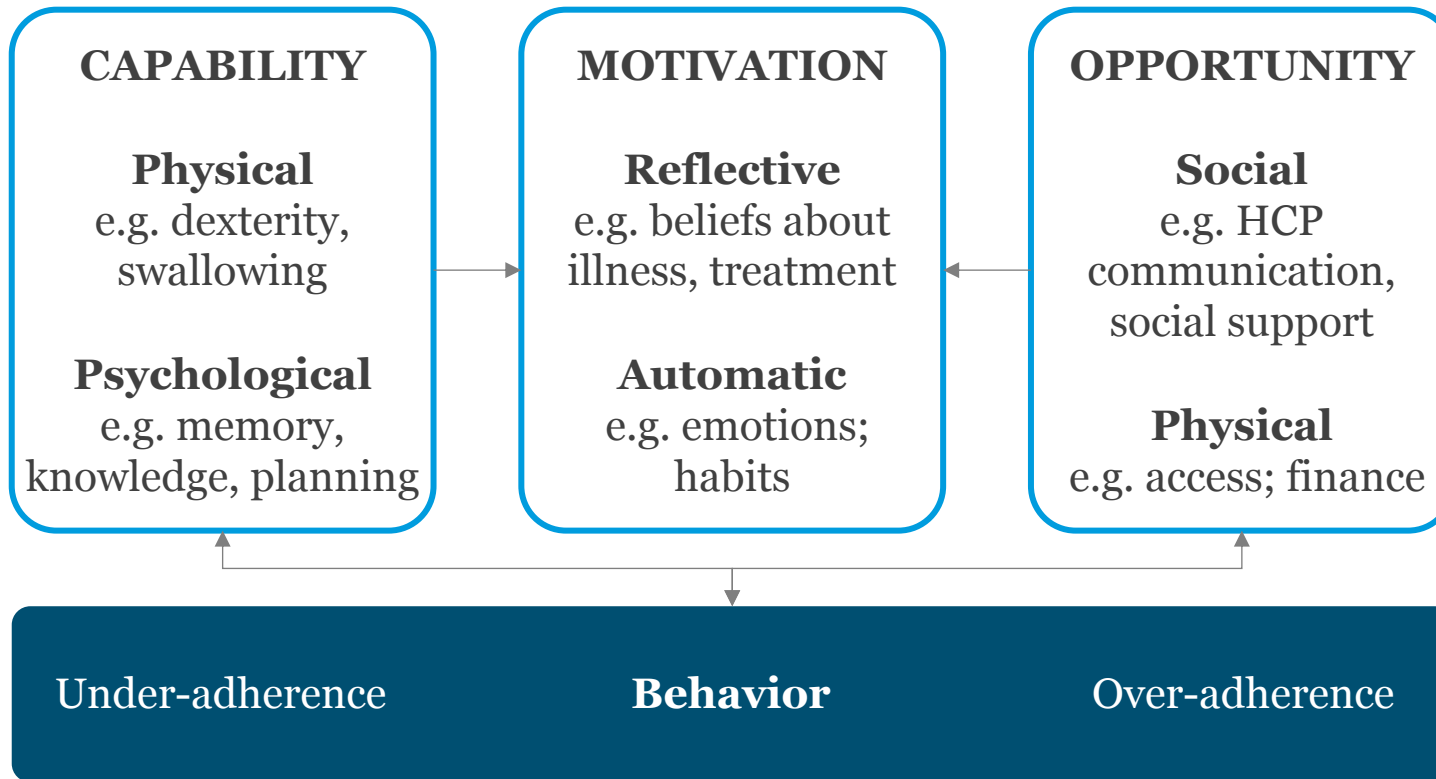 CAPABILITY
Physical
e.g. dexterity,
swallowing
Psychological
e.g. memory,
knowledge, planning
MOTIVATION
Reflective
e.g. beliefs about
illness, treatment
Automatic
e.g. emotions;
habits
OPPORTUNITY
Social
e.g. HCP
communication,
social support
Physical
e.g. access; finance
Under-adherence
Behavior
Over-adherence